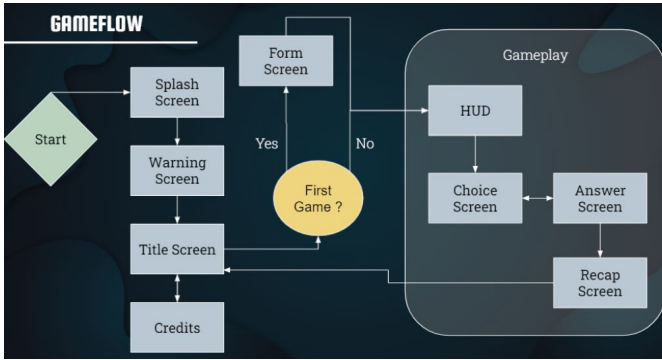 GAMEFLOW
Start
Splash
Screen
Warning
Screen
Title Screen
Credits
Form
Screen
Yes
No
First
Game ?
Gameplay
HUD
Choice
Screen
Answer
Screen
Recap
Screen